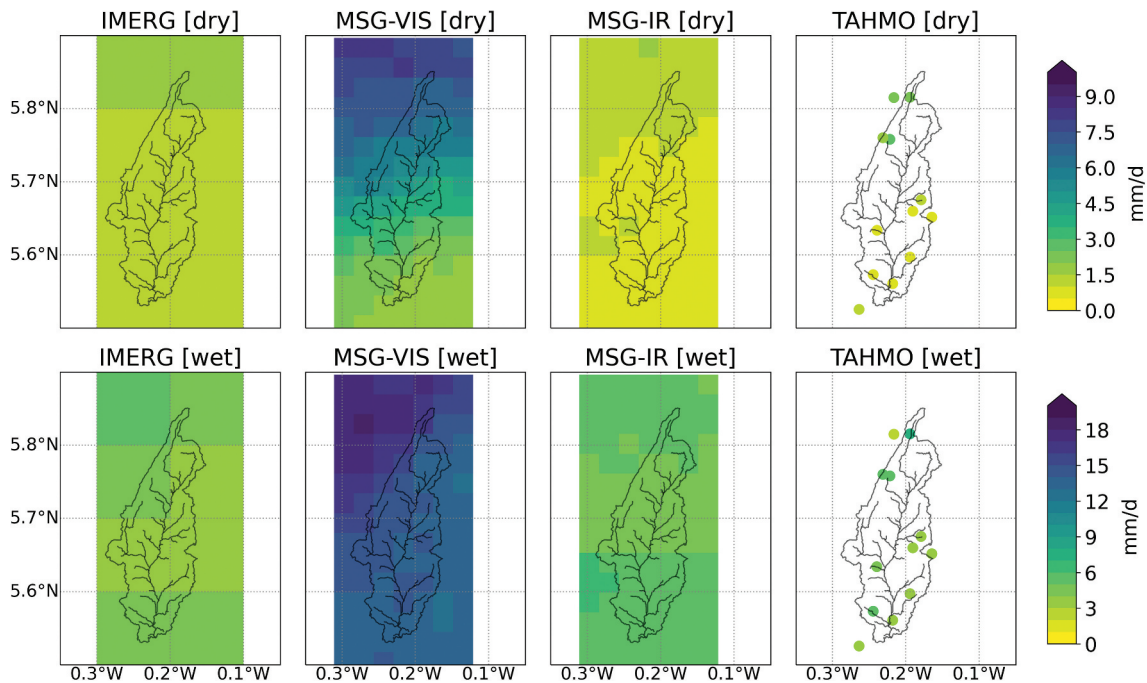 IMERG [dry] MSG-VIS [dry] MSG-IR [dry] TAHMO [dry]
5.8°N
5.7°N
5.6°N
9.0
7.5
6.0
4.5
3.0
1.5
0.0
mm/d
IMERG [wet] MSG-VIS [wet] MSG-IR [wet] TAHMO [wet]
5.8°N
5.7°N
5.6°N
18
15
12
9
6
3
0
mm/d
0.3°W 0.2°W 0.1°W 0.3°W 0.2°W 0.1°W 0.3°W 0.2°W 0.1°W 0.3°W 0.2°W 0.1°W